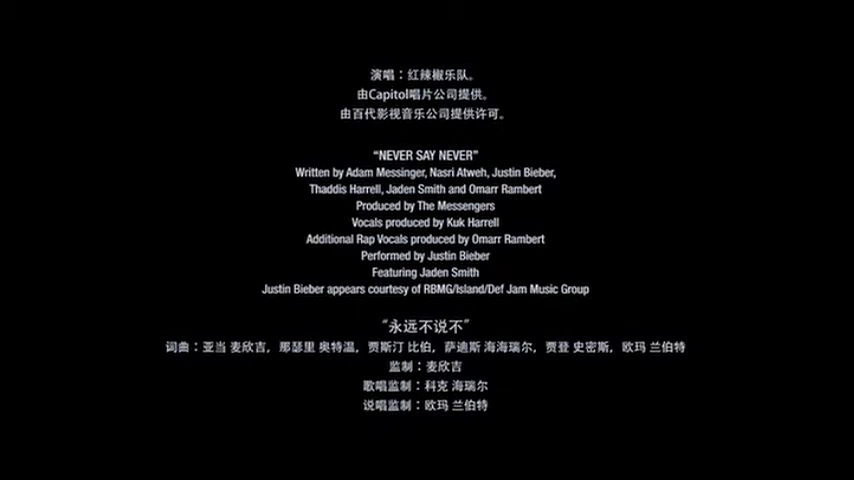 演唱：红辣椒乐队。
由Capitol唱片公司提供。
由百代影视音乐公司提供许可。
“NEVER SAY NEVER”
Written by Adam Messinger, Nasri Atweh, Justin Bieber,
Thaddis Harrell, Jaden Smith and Omarr Rambert
Produced by The Messengers
Vocals produced by Kuk Harrell
Additional Rap Vocals produced by Omarr Rambert
Performed by Justin Bieber
Featuring Jaden Smith
Justin Bieber appears courtesy of RBMG/Island/Def Jam Music Group
“永远不说不”
词曲：亚当 麦欣吉，那瑟里 奥特温，贾斯汀 比伯，萨迪斯 海海瑞尔，贾登 史密斯，欧玛 兰伯特
监制：麦欣吉
歌唱监制：科克 海瑞尔
说唱监制：欧玛 兰伯特